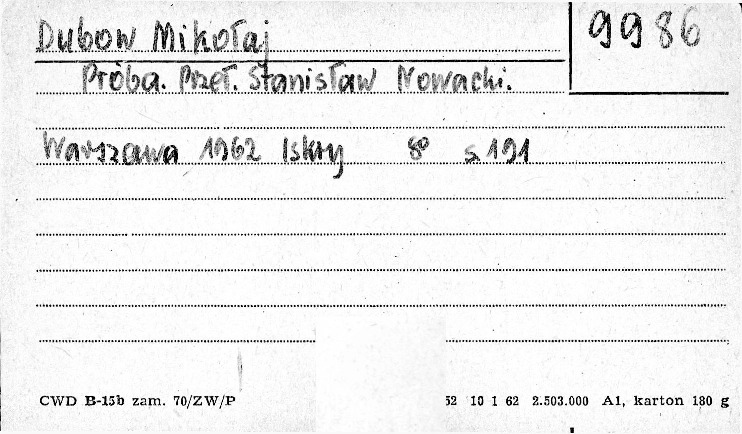 Dubow Mikołaj
9986
Próba. Przeł. Stanisław Nowacki.
Warszawa 1962 Iskry 8° s. 191
CWD B-15b zam. 70/ZW/P 52 10 1 62 2.503.000 A1, karton 180 g